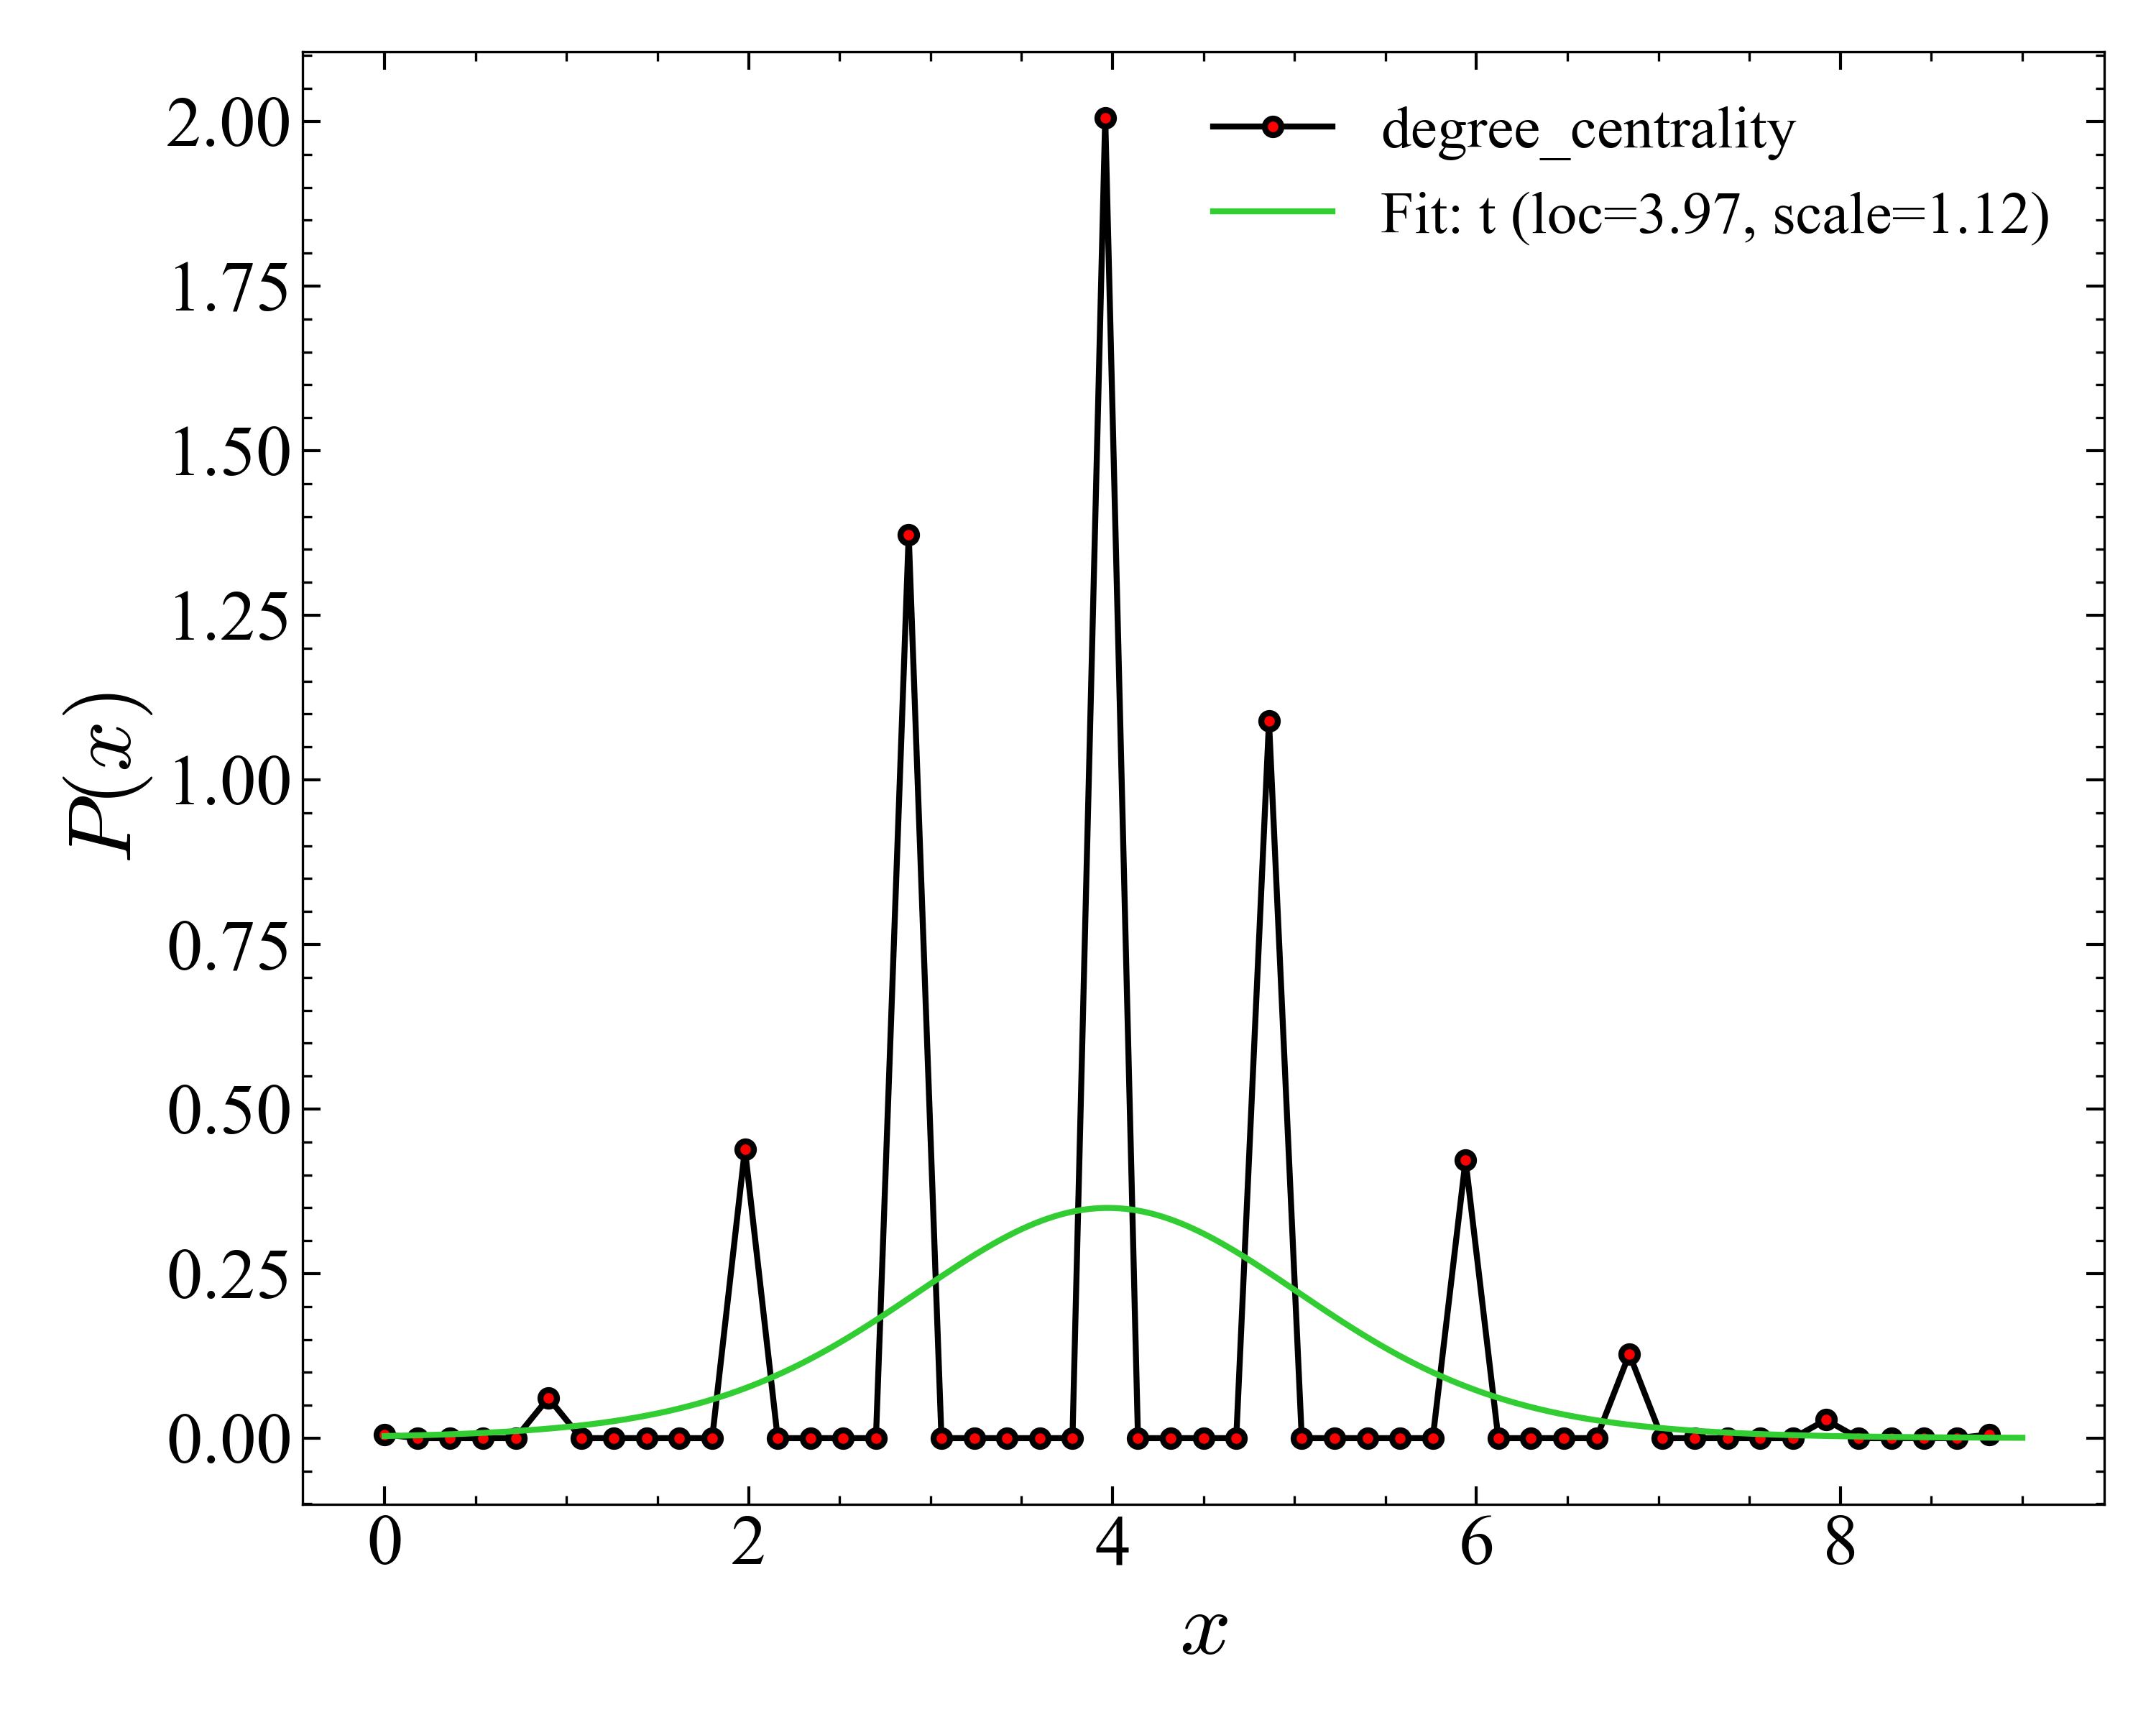 2.00
1.75
1.50
1.25
1.00
0.75
0.50
0.25
0.00
P(x)
degree_centrality
Fit: t (loc=3.97, scale=1.12)
0 2 4 6 8
x